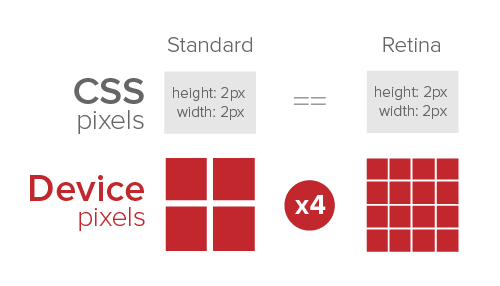 Standard
Retina
CSS
pixels
height: 2px
width: 2px
==
height: 2px
width: 2px
Device
pixels
x4